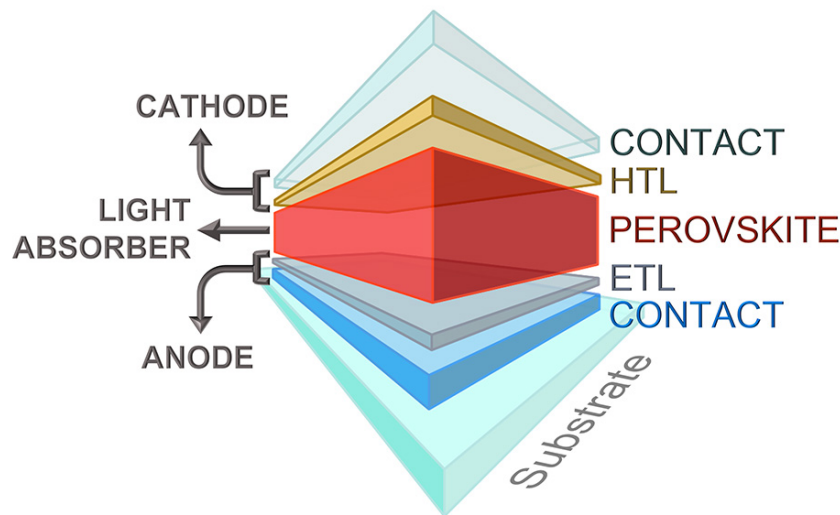 CATHODE
LIGHT
ABSORBER
ANODE
CONTACT
HTL
PEROVSKITE
ETL
CONTACT
Substrate